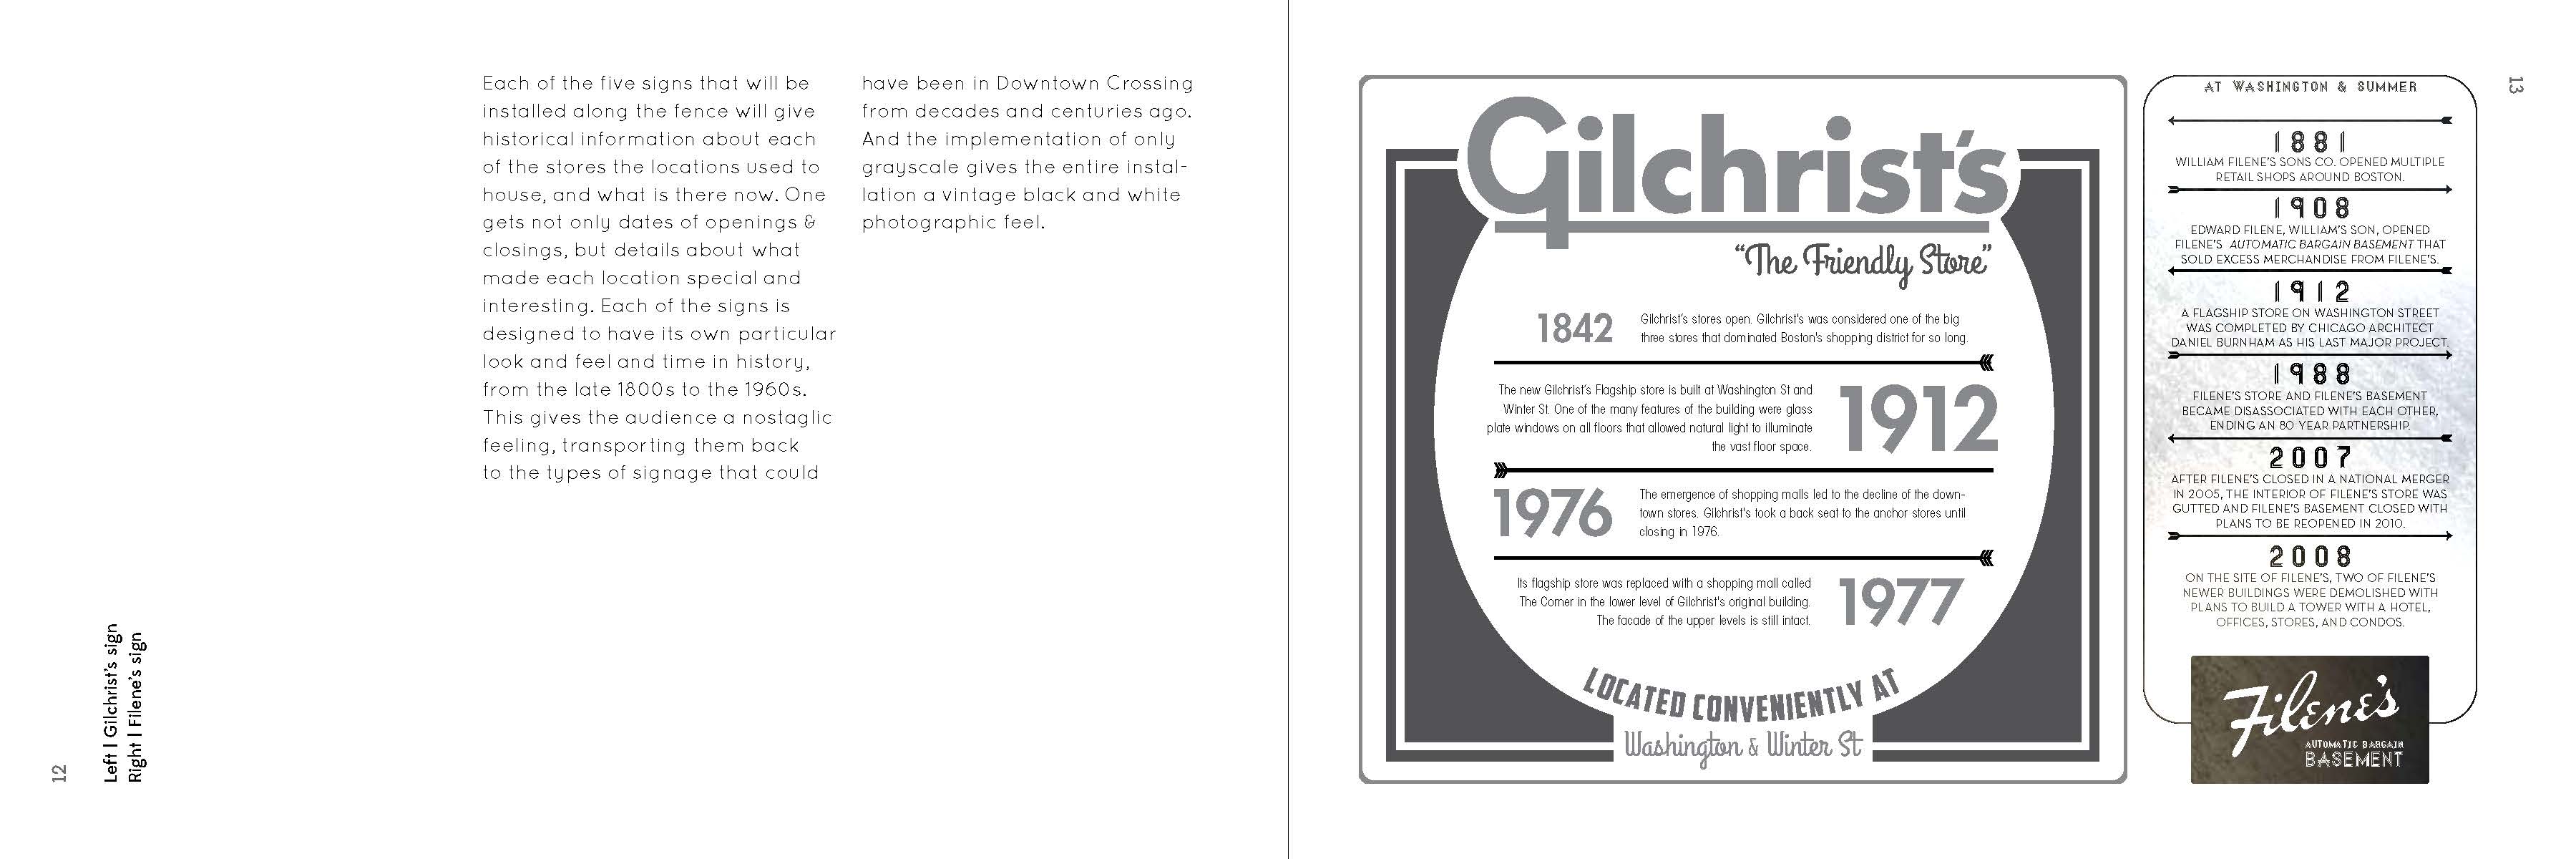 Each of the five signs that will be
installed along the fence will give
historical information about each
of the stores the locations used to
house, and what is there now. One
gets not only dates of openings &
closings, but details about what
made each location special and
interesting. Each of the signs is
designed to have its own particular
look and feel and time in history,
from the late 1800s to the 1960s.
This gives the audience a nostaglic
feeling, transporting them back
to the types of signage that could
have been in Downtown Crossing
from decades and centuries ago.
And the implementation of only
grayscale gives the entire instal-
lation a vintage black and white
photographic feel.
Left | Gilchrist's sign
Right | Filene's sign
12
Gilchrist's
"The Friendly Store"
1842
Gilchrist's stores open. Gilchrist's was considered one of the big
three stores that dominated Boston's shopping district for so long.
The new Gilchrist's Flagship store is built at Washington St and
Winter St. One of the many features of the building were glass
plate windows on all floors that allowed natural light to illuminate
the vast floor space.
1912
1976
The emergence of shopping malls led to the decline of the down-
town stores. Gilchrist's took a back seat to the anchor stores until
closing in 1976.
Its flagship store was replaced with a shopping mall called
The Corner in the lower level of Gilchrist's original building.
The facade of the upper levels is still intact.
1977
LOCATED CONVENIENTLY AT
Washington & Winter St
AT WASHINGTON & SUMMER
1881
WILLIAM FILENE'S SONS CO. OPENED MULTIPLE
RETAIL SHOPS AROUND BOSTON.
1908
EDWARD FILENE, WILLIAM'S SON, OPENED
FILENE'S AUTOMATIC BARGAIN BASEMENT THAT
SOLD EXCESS MERCHANDISE FROM FILENE'S.
1912
A FLAGSHIP STORE ON WASHINGTON STREET
WAS COMPLETED BY CHICAGO ARCHITECT
DANIEL BURNHAM AS HIS LAST MAJOR PROJECT.
1988
FILENE'S STORE AND FILENE'S BASEMENT
BECAME DISASSOCIATED WITH EACH OTHER,
ENDING AN 80 YEAR PARTNERSHIP.
2007
AFTER FILENE'S CLOSED IN A NATIONAL MERGER
IN 2005, THE INTERIOR OF FILENE'S STORE WAS
GUTTED AND FILENE'S BASEMENT CLOSED WITH
PLANS TO BE REOPENED IN 2010.
2008
ON THE SITE OF FILENE'S, TWO OF FILENE'S
NEWER BUILDINGS WERE DEMOLISHED WITH
PLANS TO BUILD A TOWER WITH A HOTEL,
OFFICES, STORES, AND CONDOS.
Filene's
AUTOMATIC BARGAIN
BASEMENT
13